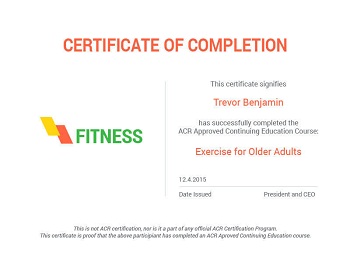 CERTIFICATE OF COMPLETION
FITNESS
This certificate signifies
Trevor Benjamin
has successfully completed the
ACR Approved Continuing Education Course:
Exercise for Older Adults
12.4.2015
Date Issued President and CEO
This is not ACR certification, nor is it a part of any official ACR Certification Program.
This certificate is proof that the above participiant has completed an ACR Aproved Continuing Education course.